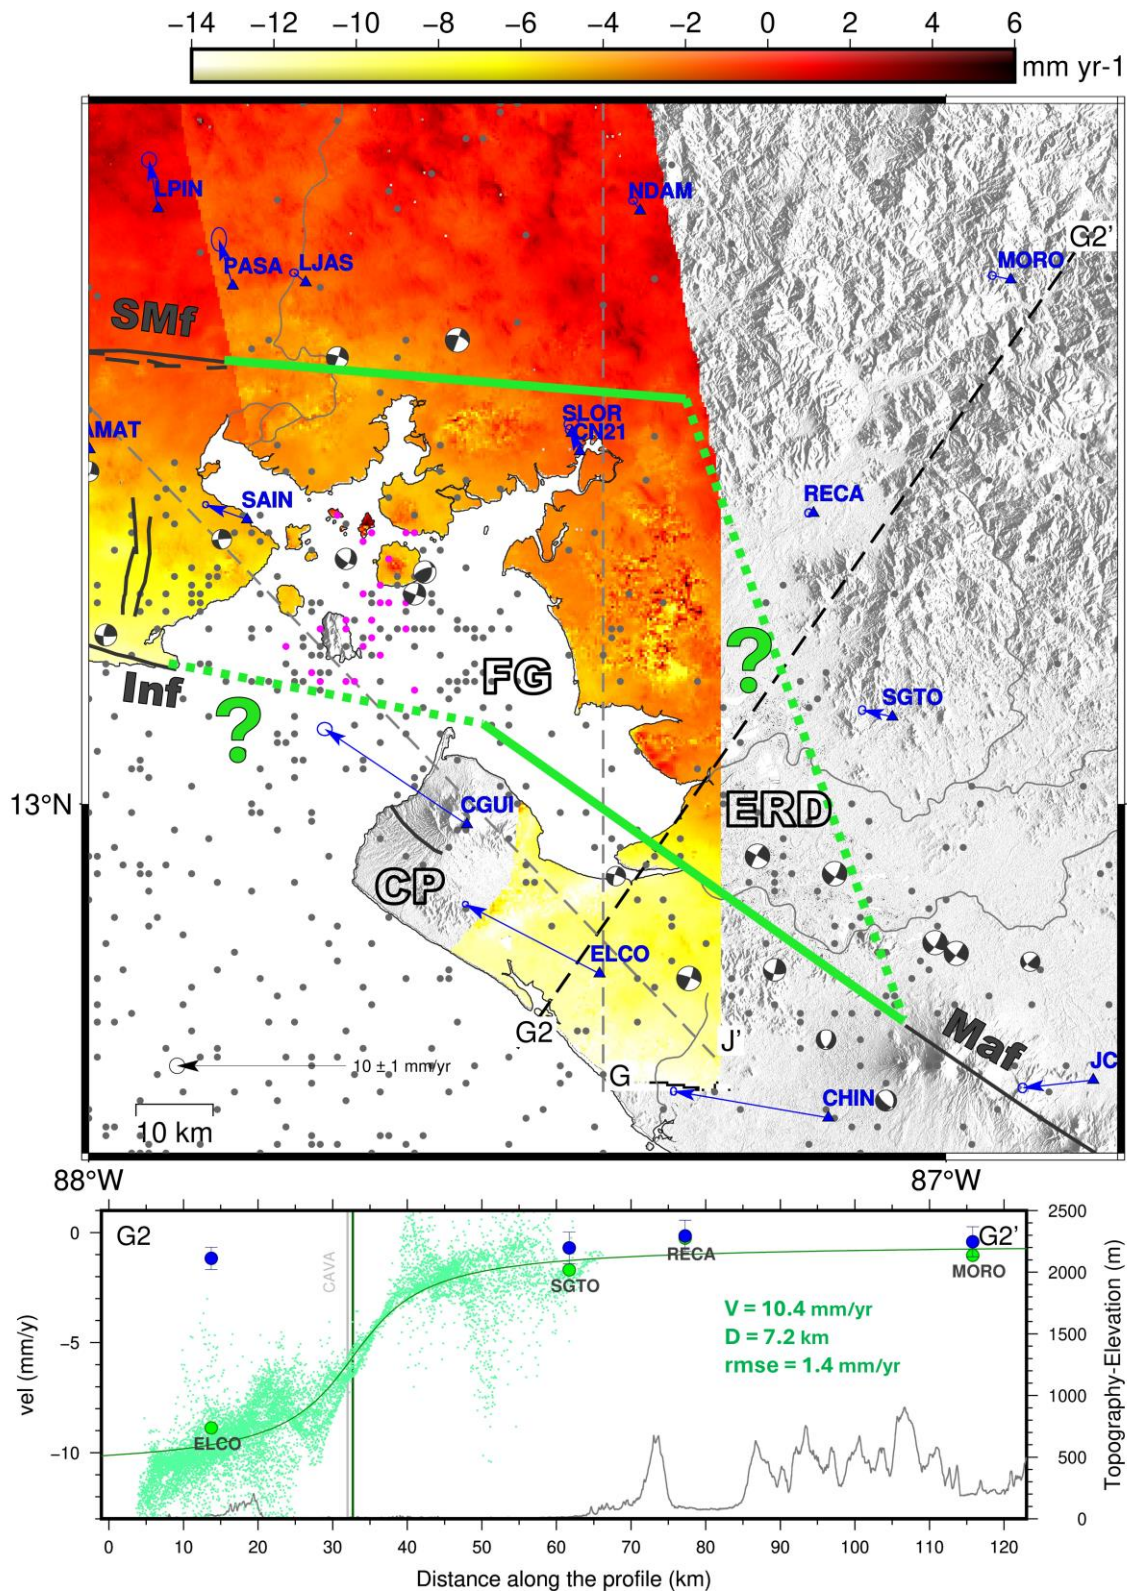 −14 −12 −10 −8 −6 −4 −2 0 2 4 6
mm yr-1
LPIN
NDAM
PASA
LJAS
G2’
MORO
SMf
SLOR
CN21
AMAT
SAIN
RECA
FG
?
Inf
?
SGTO
13°N
CGUI
ERD
CP
ELCO
G2
J’
Maf
10 ± 1 mm/yr
G
JC
10 km
CHIN
88°W
87°W
G2
G2’
CAVA
RECA
SGTO
MORO
V = 10.4 mm/yr
D = 7.2 km
rmse = 1.4 mm/yr
ELCO
0
−5
−10
vel (mm/y)
2500
2000
1500
1000
500
0
Topography-Elevation (m)
0 10 20 30 40 50 60 70 80 90 100 110 120
Distance along the profile (km)